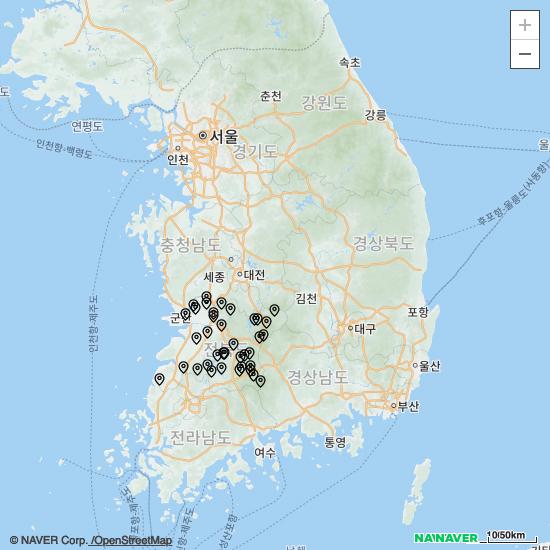 +
−
속초
춘천
강원도
강릉
도
연평도
서울
인천
경기도
인천항-백령도
울
후포항-울릉도(사동항)
충청남도
경상북도
세종
대전
인천항-제주도
김천
군산
포항
대구
울산
경상남도
부산
전라남도
통영
여수
© NAVER Corp. /OpenStreetMap
NAVER
10/50km